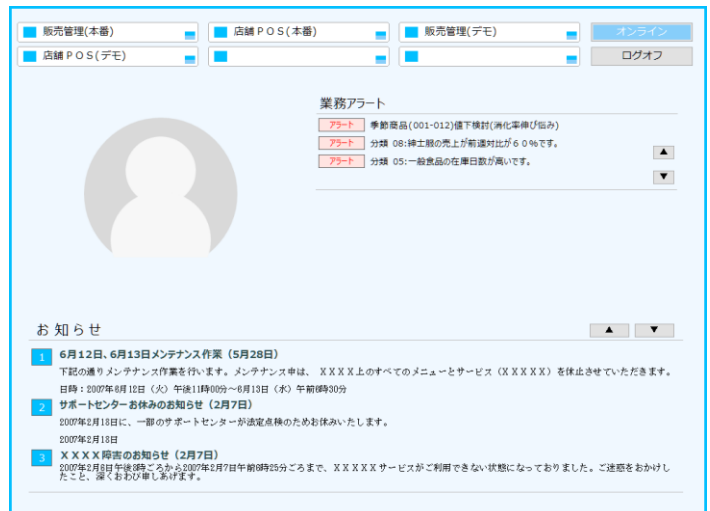 販売管理(本番)
店舗POS(本番)
販売管理(デモ)
オンライン
店舗POS(デモ)
ログオフ
業務アラート
アラート 季節商品(001-012)値下検討(消化率伸び悩み)
アラート 分類 08:紳士服の売上が前週対比が60%です。
アラート 分類 05:一般食品の在庫日数が高いです。
▲
▼
お知らせ
▲ ▼
1 6月12日、6月13日メンテナンス作業(5月28日)
下記の通りメンテナンス作業を行います。メンテナンス中は、 XXXX上のすべてのメニューとサービス(XXXXX)を休止させていただきます。
日時:2007年6月12日(火)午後11時00分~6月13日(水)午前6時30分
2 サポートセンターお休みのお知らせ(2月7日)
2007年2月13日に、一部のサポートセンターが法定点検のためお休みいたします。
2007年2月13日
3 XXXX障害のお知らせ(2月7日)
2007年2月6日午後8時ごろから2007年2月7日午前6時25分ごろまで、XXXXXサービスがご利用できない状態になっておりました。ご迷惑をおかけし
たこと、深くおわび申しあげます。